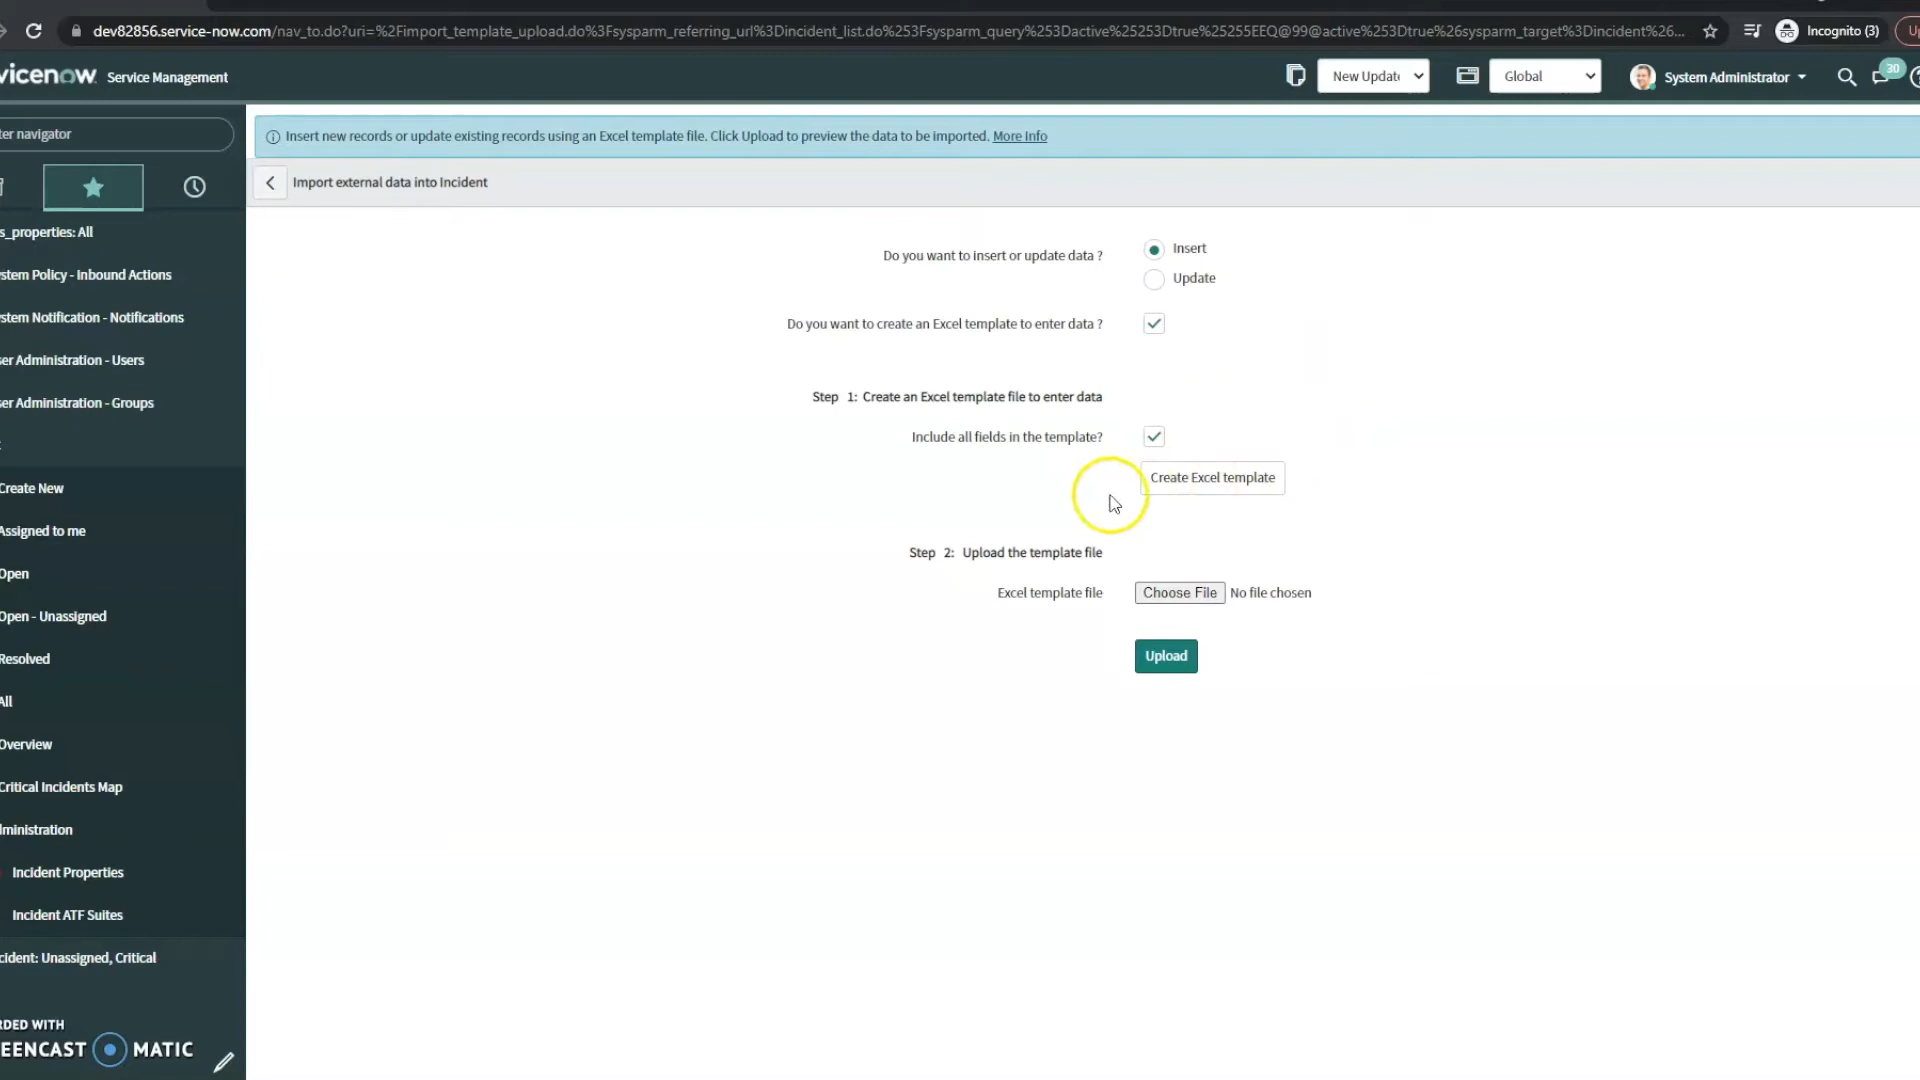 dev82856.service-now.com/nav_to.do?uri=%2Fimport_template_upload.do%3Fsysparm_referring_url%3Dincident_list.do%253Fsysparm_query%253Dactive%25253Dtrue%25255EEQ@99@active%253Dtrue%26sysparm_target%3Dincident%26...
Incognito (3)
Up
vicenow Service Management
New Update
Global
System Administrator
30
ter navigator
Insert new records or update existing records using an Excel template file. Click Upload to preview the data to be imported. More Info
Import external data into Incident
s_properties: All
stem Policy - Inbound Actions
stem Notification - Notifications
ser Administration - Users
ser Administration - Groups
Create New
Assigned to me
Open
Open - Unassigned
Resolved
All
Overview
Critical Incidents Map
dministration
Incident Properties
Incident ATF Suites
cident: Unassigned, Critical
Do you want to insert or update data ?
Insert
Update
Do you want to create an Excel template to enter data ?
Step 1: Create an Excel template file to enter data
Include all fields in the template?
Create Excel template
Step 2: Upload the template file
Excel template file
Choose File No file chosen
Upload
RDED WITH
EENCAST MATIC